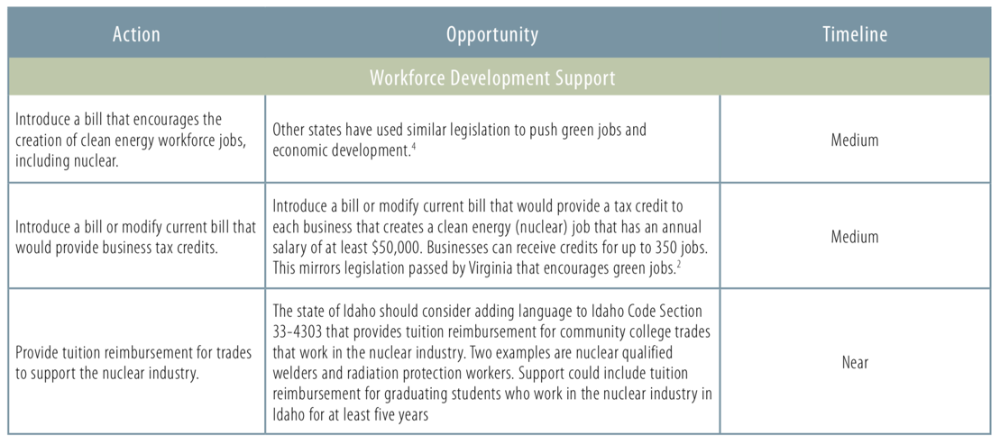 Action Opportunity Timeline
Workforce Development Support
Introduce a bill that encourages the
creation of clean energy workforce jobs,
including nuclear.
Other states have used similar legislation to push green jobs and
economic development.4
Medium
Introduce a bill or modify current bill that
would provide business tax credits.
Introduce a bill or modify current bill that would provide a tax credit to
each business that creates a clean energy (nuclear) job that has an annual
salary of at least $50,000. Businesses can receive credits for up to 350 jobs.
This mirrors legislation passed by Virginia that encourages green jobs.2
Medium
Provide tuition reimbursement for trades
to support the nuclear industry.
The state of Idaho should consider adding language to Idaho Code Section
33-4303 that provides tuition reimbursement for community college trades
that work in the nuclear industry. Two examples are nuclear qualified
welders and radiation protection workers. Support could include tuition
reimbursement for graduating students who work in the nuclear industry in
Idaho for at least five years
Near